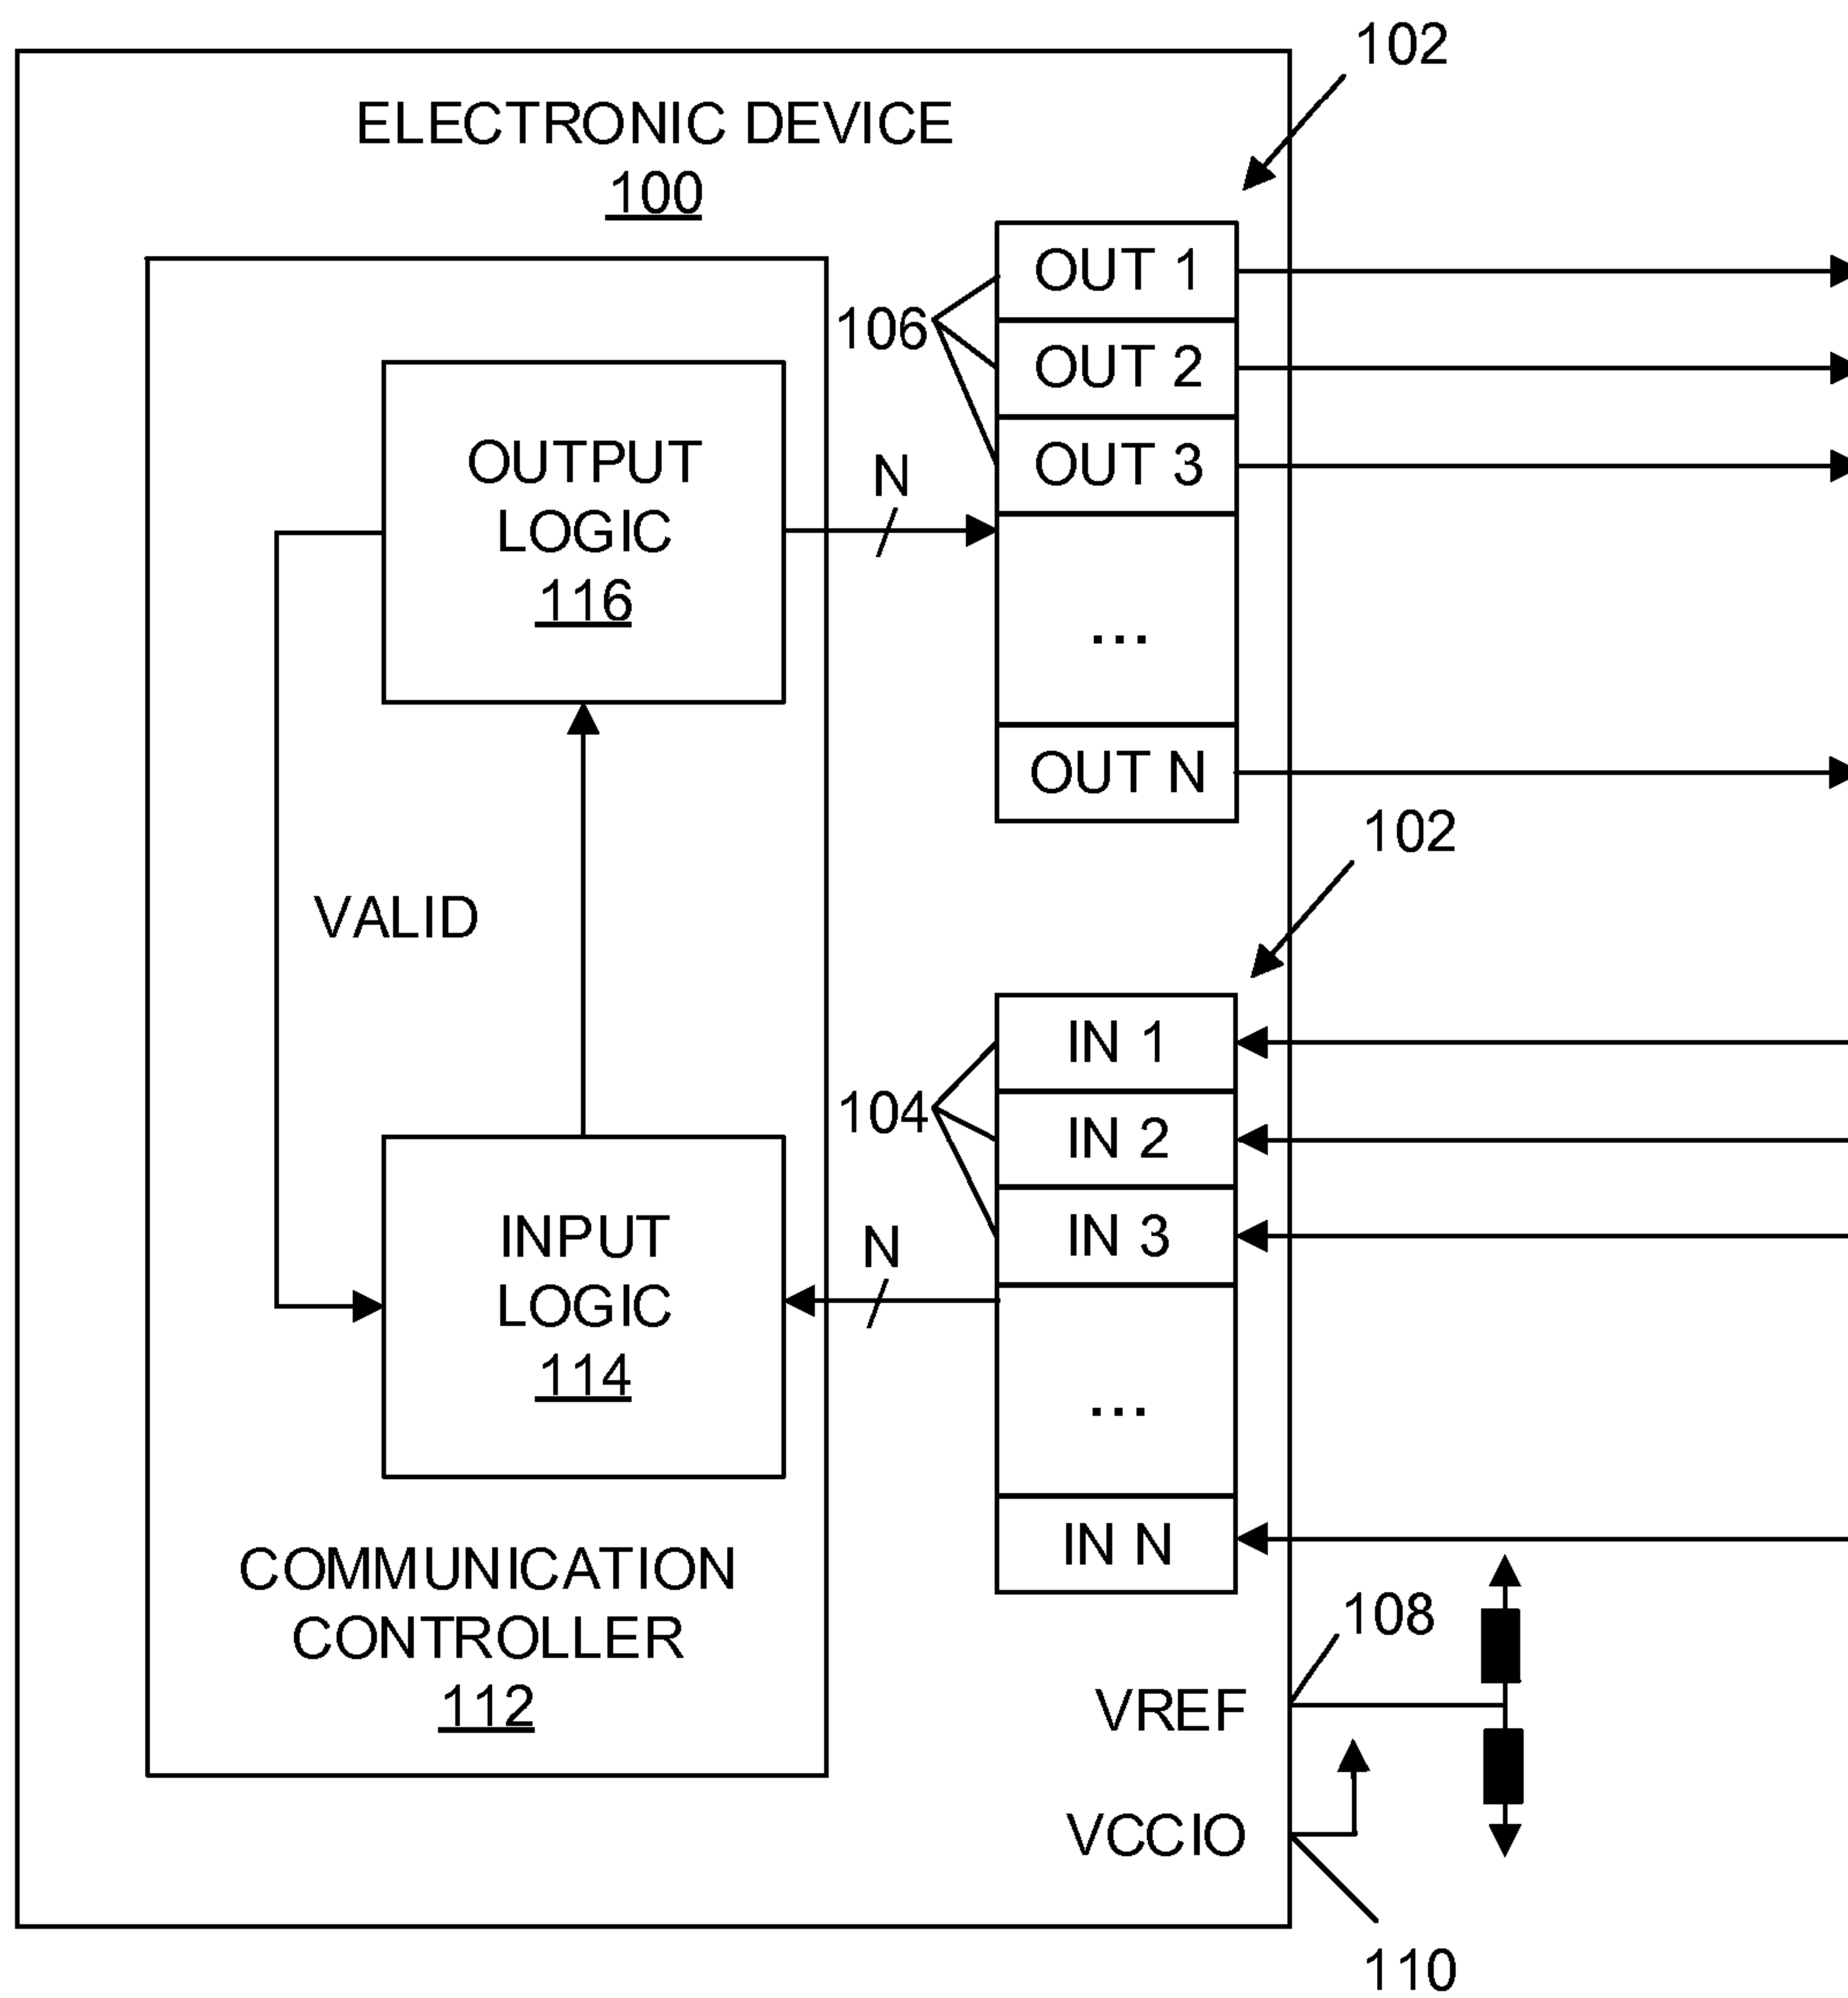 102
ELECTRONIC DEVICE
100
OUT 1
106
OUT 2
OUT 3
OUTPUT
LOGIC
116
N
...
OUT N
102
VALID
IN 1
104
IN 2
IN 3
INPUT
LOGIC
114
N
...
IN N
COMMUNICATION
CONTROLLER
112
108
VREF
VCCIO
110